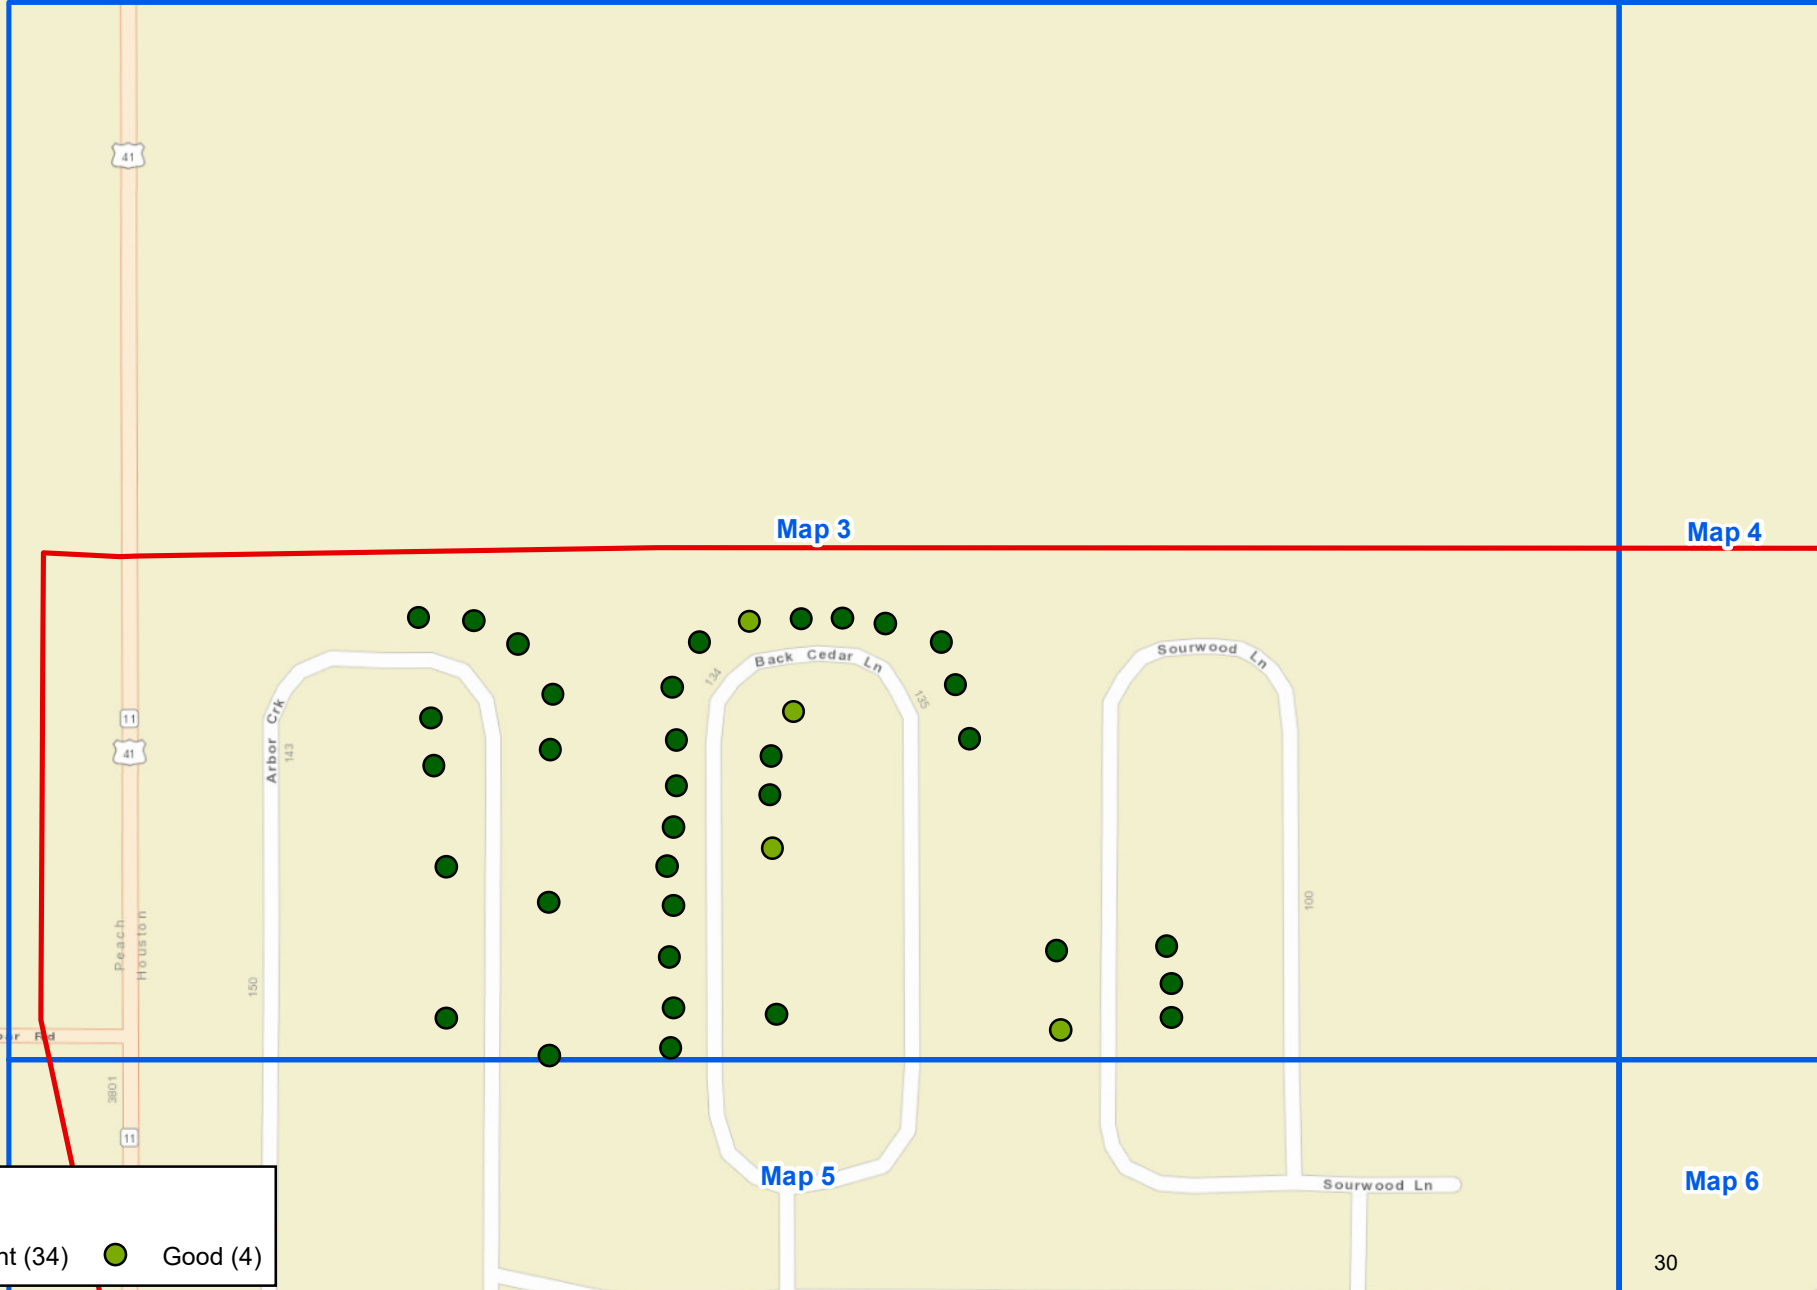 41
Map 3
Map 4
Back Cedar Ln
Sourwood Ln
134
135
Arbor Crk
143
11
41
100
Peach
Houston
150
Rd
3801
11
Map 5
Map 6
Sourwood Ln
(34)
Good (4)
30